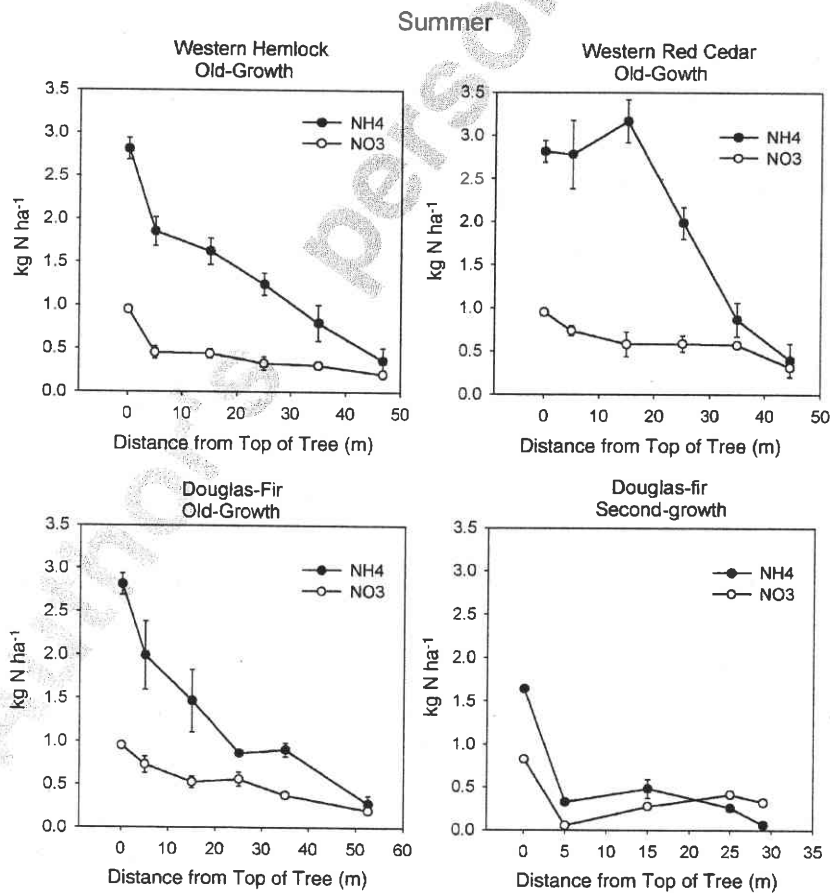 Summer
Western Hemlock
Old-Growth
3.5
3.0
2.5
2.0
1.5
1.0
0.5
0.0
kg N ha-1
NH4
NO3
0 10 20 30 40 50
Distance from Top of Tree (m)
Western Red Cedar
Old-Gowth
3.5
3.0
2.5
2.0
1.5
1.0
0.5
0.0
kg N ha-1
NH4
NO3
0 10 20 30 40 50
Distance from Top of Tree (m)
Douglas-Fir
Old-Growth
3.5
3.0
2.5
2.0
1.5
1.0
0.5
0.0
kg N ha-1
NH4
NO3
0 10 20 30 40 50 60
Distance from Top of Tree (m)
Douglas-fir
Second-growth
3.5
3.0
2.5
2.0
1.5
1.0
0.5
0.0
kg N ha-1
NH4
NO3
0 5 10 15 20 25 30 35
Distance from Top of Tree (m)